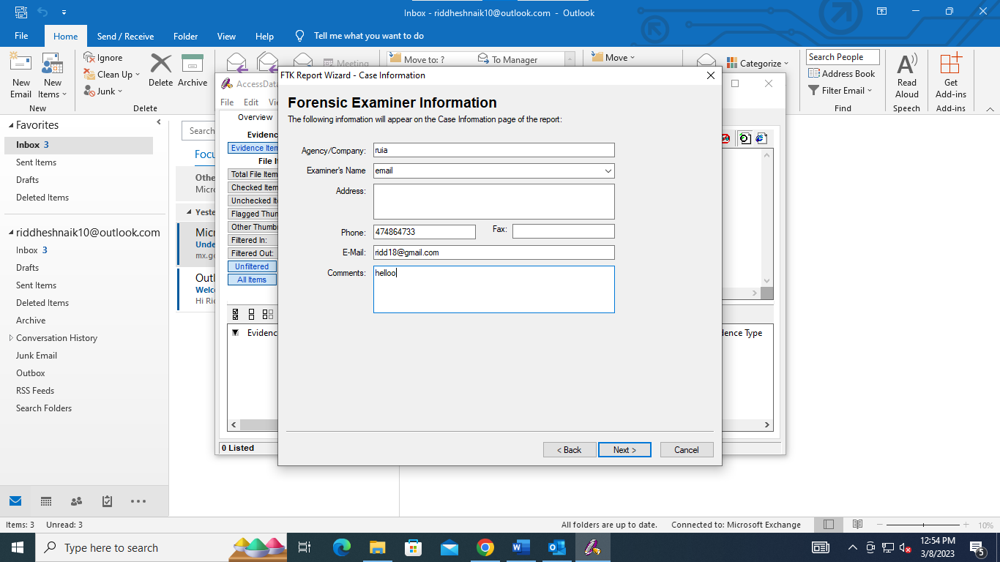 Inbox - riddheshnaik10@outlook.com - Outlook
File Home Send / Receive Folder View Help Tell me what you want to do
New Email
New Items
New
Ignore
Clean Up
Junk
Delete
Archive
Delete
Meeting
Move to: ?
To Manager
Move
Categorize
Search People
Address Book
Filter Email
Find
Read Aloud
Speech
Get Add-ins
Add-ins
Favorites
Inbox 3
Sent Items
Drafts
Deleted Items
riddheshnaik10@outlook.com
Inbox 3
Drafts
Sent Items
Deleted Items
Archive
Conversation History
Junk Email
Outbox
RSS Feeds
Search Folders
Search
Focu
Othe
Micro
Yeste
Micr
Unde
mx.go
Outl
Welco
Hi Rid
AccessData
File Edit Vi
Overview
Evidenc
Evidence Item
File It
Total File Item
Checked Item
Unchecked Ite
Flagged Thum
Other Thumb
Filtered In:
Filtered Out:
Unfiltered
All Items
Evidenc
dence Type
0 Listed
FTK Report Wizard - Case Information
Forensic Examiner Information
The following information will appear on the Case Information page of the report:
Agency/Company: ruia
Examiner's Name email
Address:
Phone: 474864733 Fax:
E-Mail: ridd18@gmail.com
Comments: helloo
< Back Next > Cancel
Items: 3 Unread: 3 All folders are up to date. Connected to: Microsoft Exchange 10%
Type here to search
12:54 PM
3/8/2023
5